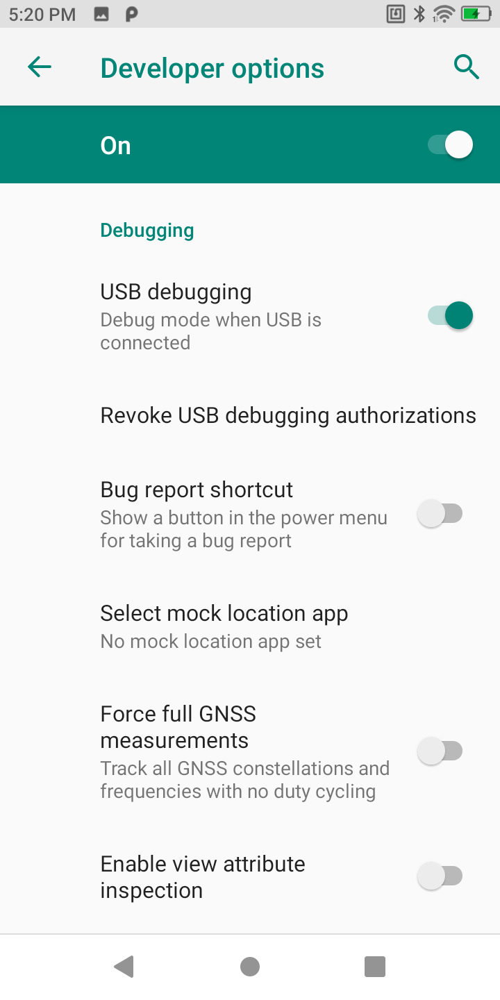 5:20 PM
Developer options
On
Debugging
USB debugging
Debug mode when USB is
connected
Revoke USB debugging authorizations
Bug report shortcut
Show a button in the power menu
for taking a bug report
Select mock location app
No mock location app set
Force full GNSS
measurements
Track all GNSS constellations and
frequencies with no duty cycling
Enable view attribute
inspection